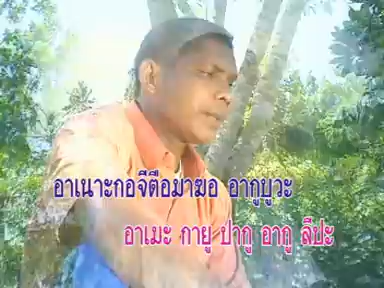 อาเนาะกอจีตือมาฆอ อากูบูวะ
อาเมะ กายู ปากู อากู ลีปะ